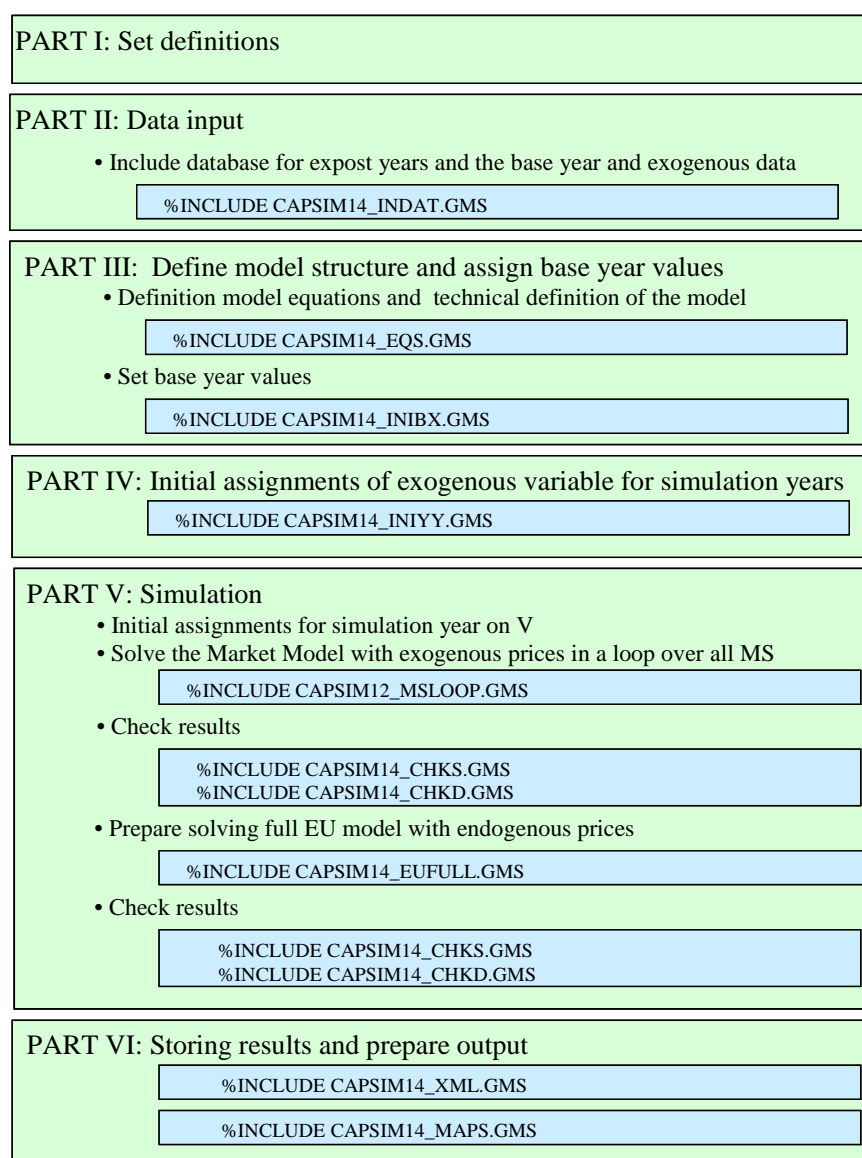 PART I: Set definitions
PART II: Data input
• Include database for expost years and the base year and exogenous data
%INCLUDE CAPSIM14_INDAT.GMS
PART III: Define model structure and assign base year values
• Definition model equations and technical definition of the model
%INCLUDE CAPSIM14_EQS.GMS
• Set base year values
%INCLUDE CAPSIM14_INIBX.GMS
PART IV: Initial assignments of exogenous variable for simulation years
%INCLUDE CAPSIM14_INIYY.GMS
PART V: Simulation
• Initial assignments for simulation year on V
• Solve the Market Model with exogenous prices in a loop over all MS
%INCLUDE CAPSIM12_MSLOOP.GMS
• Check results
%INCLUDE CAPSIM14_CHKS.GMS
%INCLUDE CAPSIM14_CHKD.GMS
• Prepare solving full EU model with endogenous prices
%INCLUDE CAPSIM14_EUFULL.GMS
• Check results
%INCLUDE CAPSIM14_CHKS.GMS
%INCLUDE CAPSIM14_CHKD.GMS
PART VI: Storing results and prepare output
%INCLUDE CAPSIM14_XML.GMS
%INCLUDE CAPSIM14_MAPS.GMS